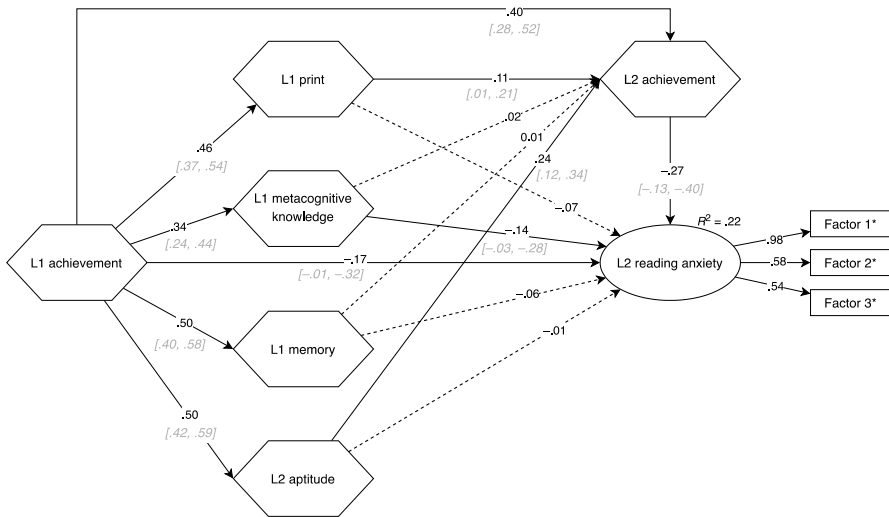 .40
[.28, .52]
L1 print
.11
[.01, .21]
L2 achievement
.02
0.01
.46
[.37, .54]
.24
[.12, .34]
−.27
[−.13, −.40]
L1 metacognitive
knowledge
.34
[.24, .44]
−.07
−.14
[−.03, −.28]
R² = .22
L1 achievement
−.17
[−.01, −.32]
L2 reading anxiety
.98
Factor 1*
.58
Factor 2*
.54
Factor 3*
−.06
.50
[.40, .58]
L1 memory
−.01
.50
[.42, .59]
L2 aptitude